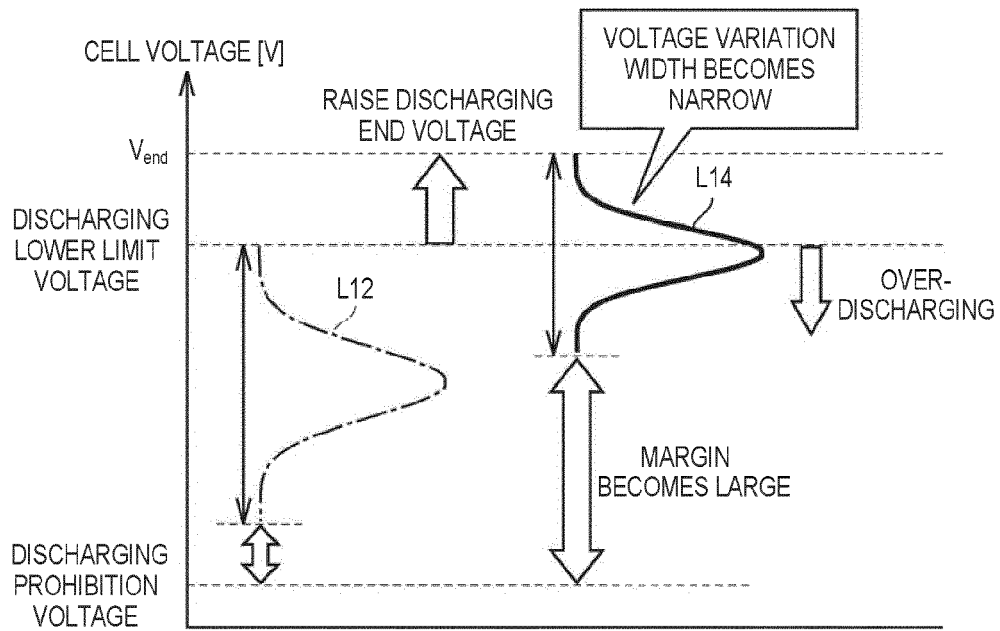 CELL VOLTAGE [V]
VOLTAGE VARIATION
WIDTH BECOMES
NARROW
RAISE DISCHARGING
END VOLTAGE
Vend
L14
DISCHARGING
LOWER LIMIT
VOLTAGE
L12
OVER-
DISCHARGING
MARGIN
BECOMES LARGE
DISCHARGING
PROHIBITION
VOLTAGE